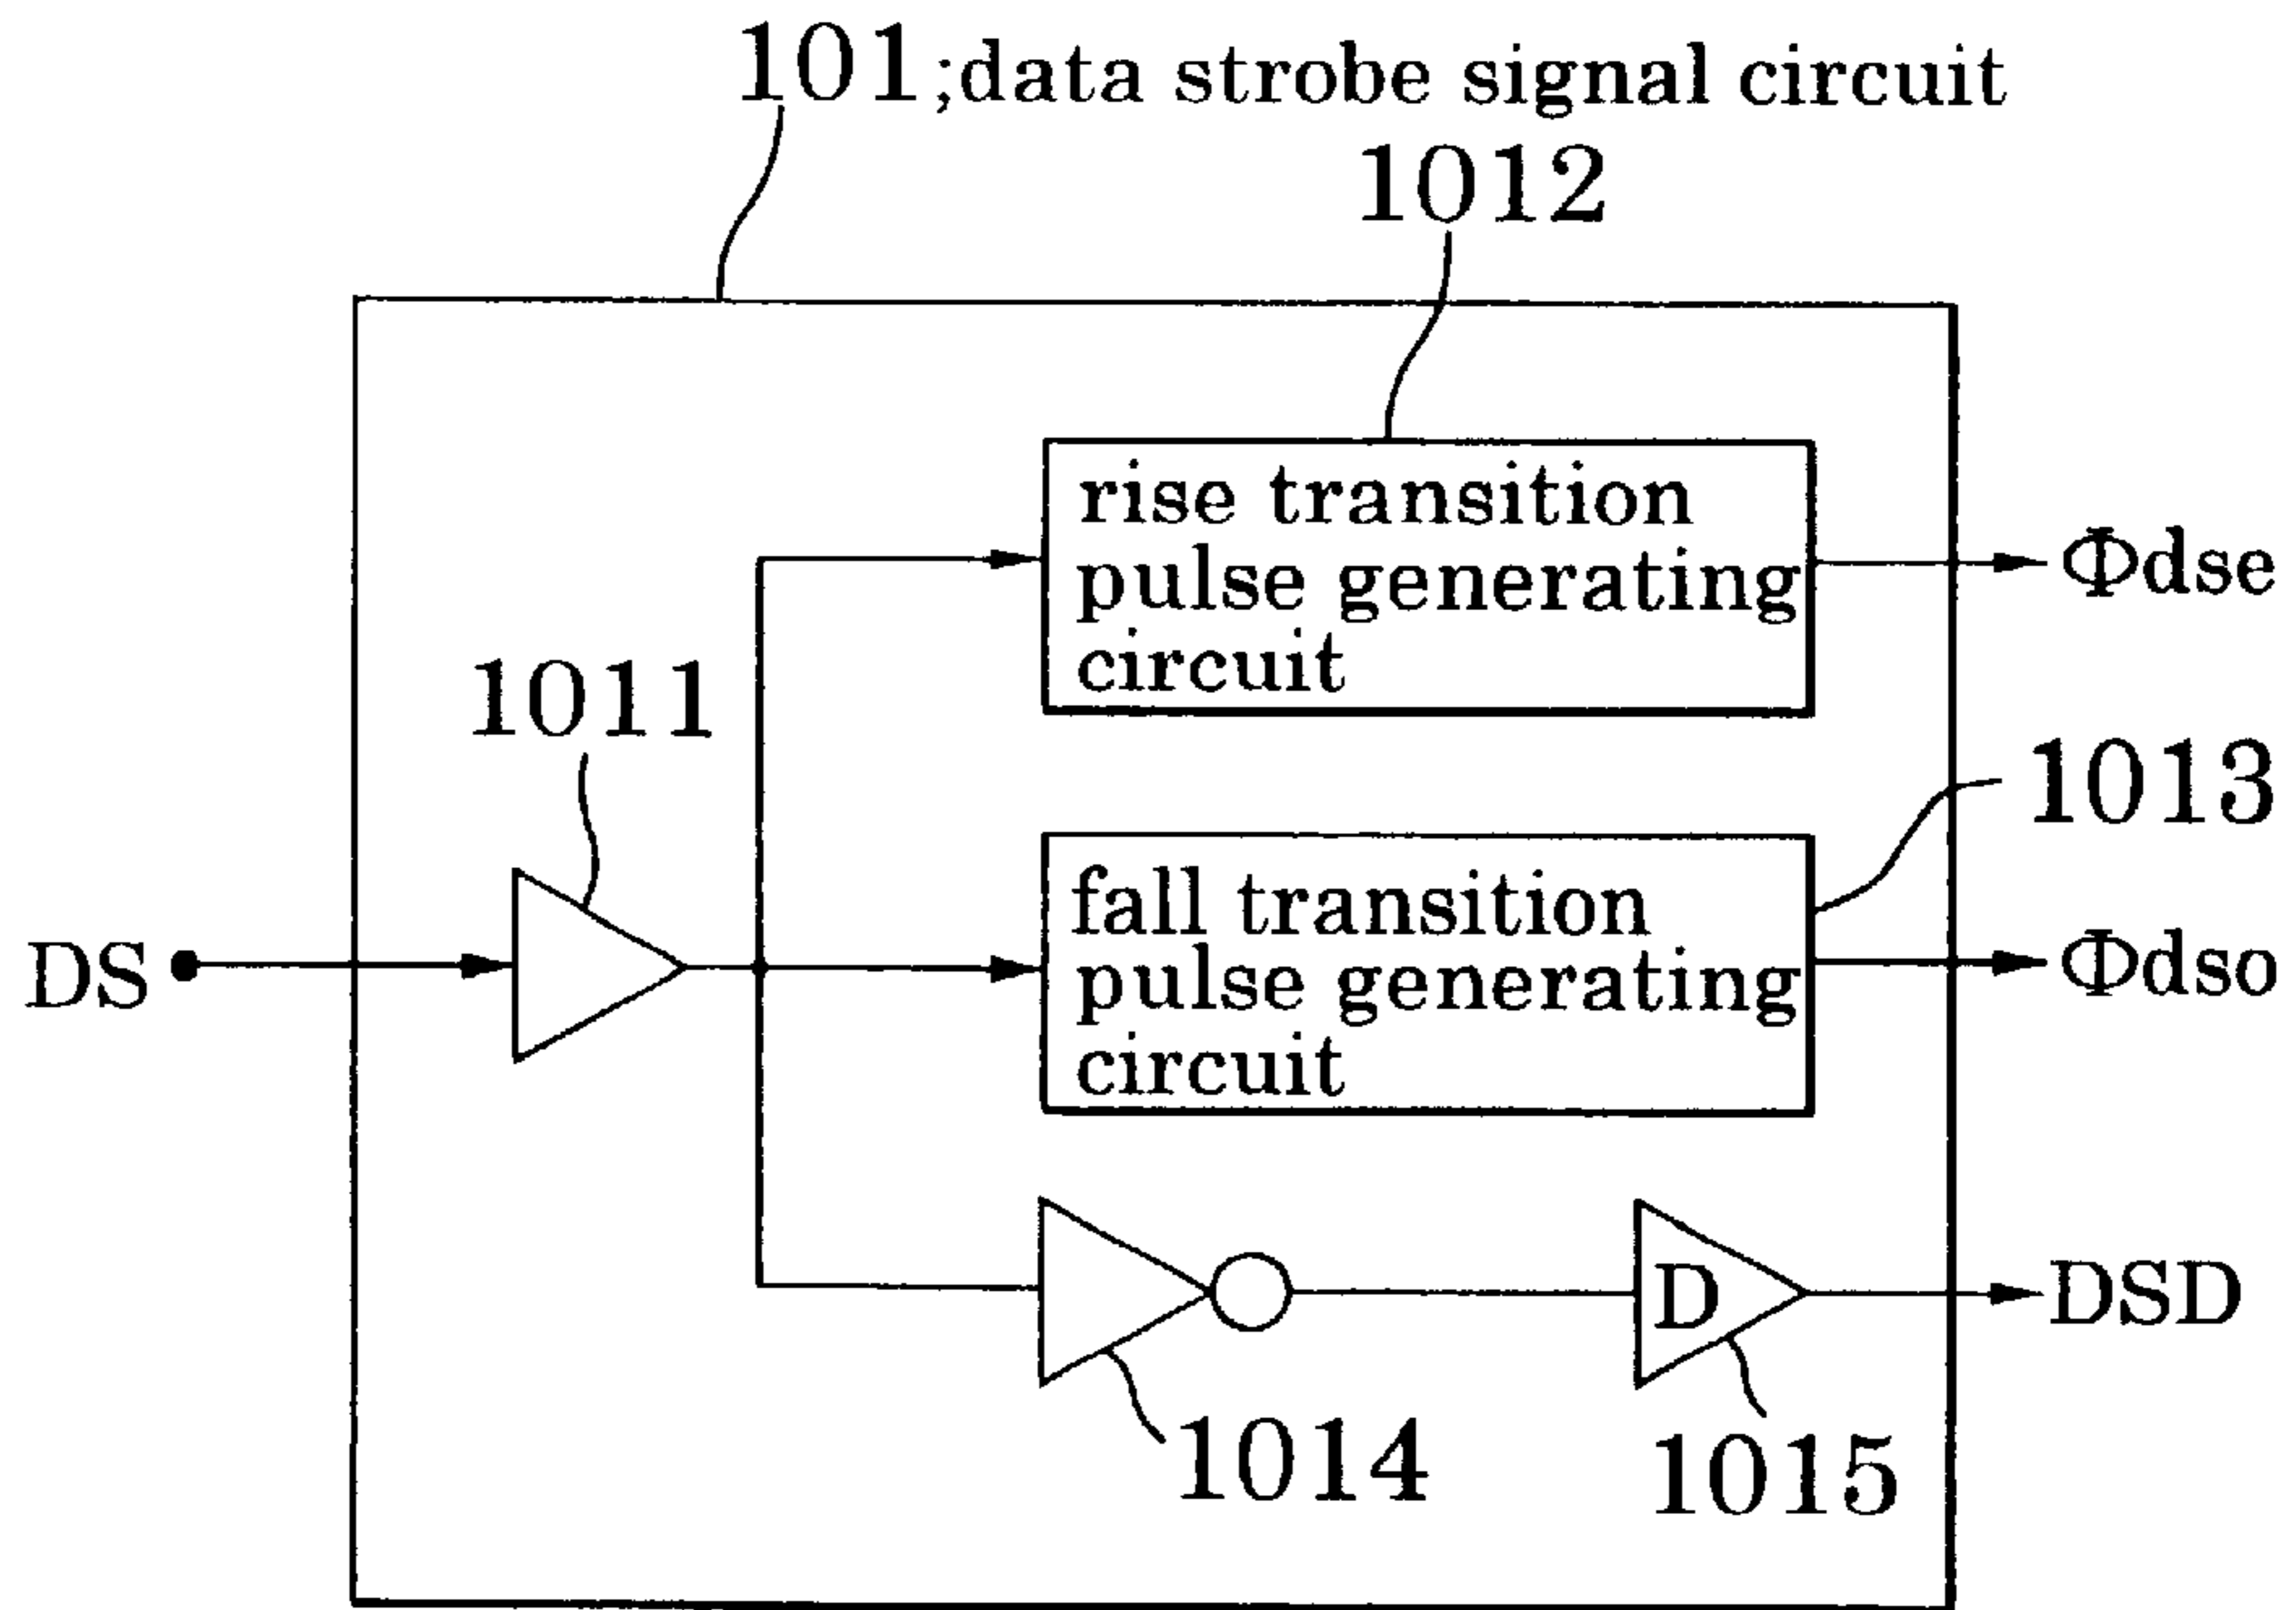 101;data strobe signal circuit
1012
rise transition
pulse generating
circuit
Φdse
1011
1013
fall transition
pulse generating
circuit
DS
Φdso
D
DSD
1014
1015